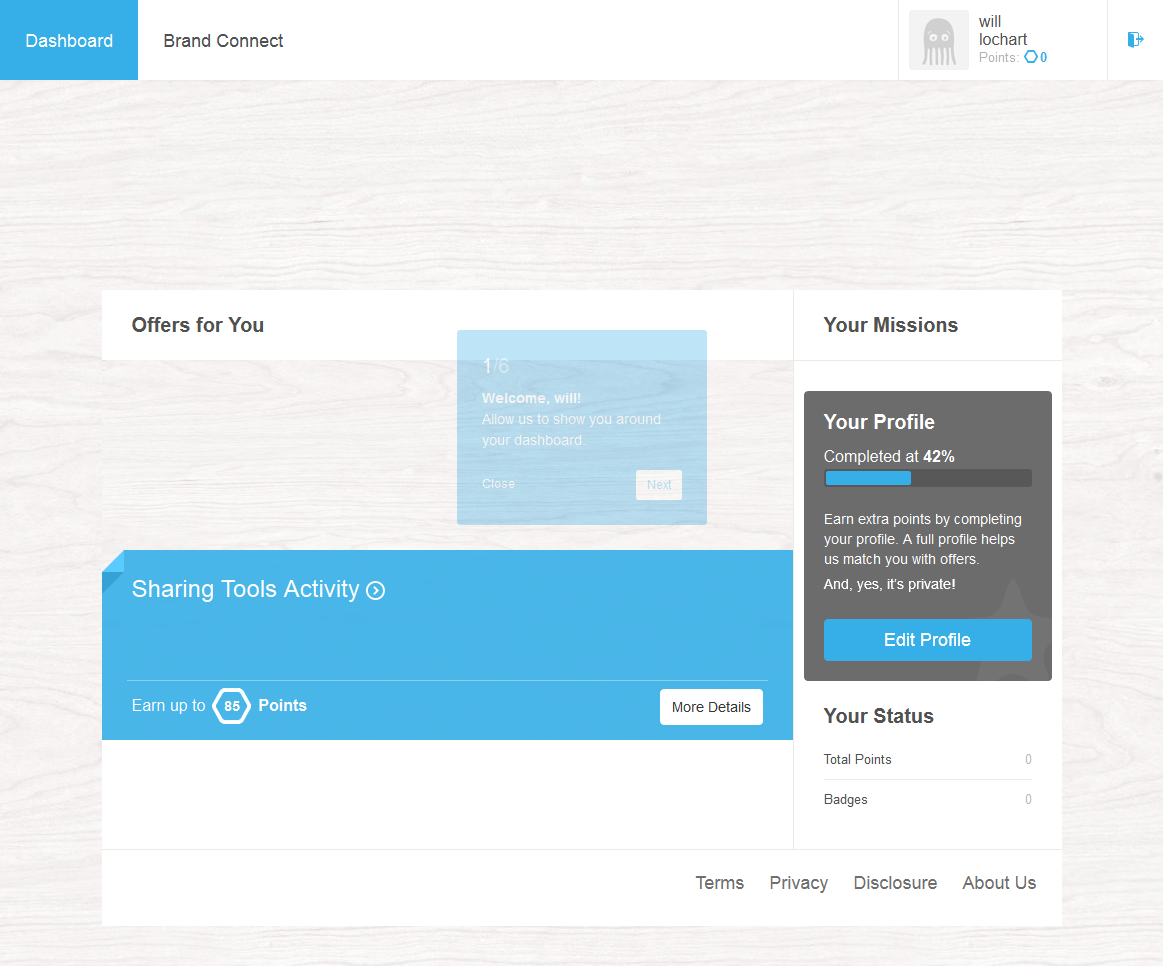 Dashboard
Brand Connect
will
lochart
Points: 0
Offers for You
1/6
Welcome, will!
Allow us to show you around
your dashboard.
Close
Next
Sharing Tools Activity
Earn up to 85 Points
More Details
Your Missions
Your Profile
Completed at 42%
Earn extra points by completing
your profile. A full profile helps
us match you with offers.
And, yes, it's private!
Edit Profile
Your Status
Total Points 0
Badges 0
Terms Privacy Disclosure About Us